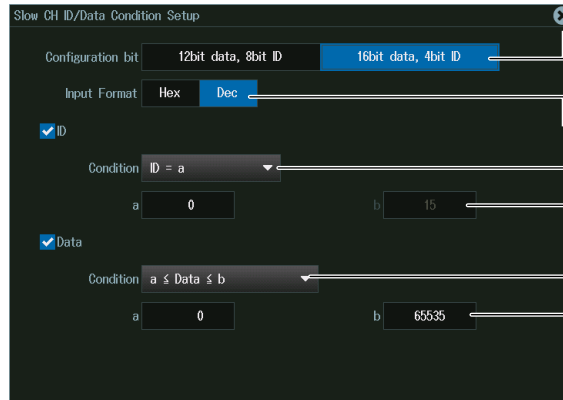 Slow CH ID/Data Condition Setup
Configuration bit 12bit data, 8bit ID 16bit data, 4bit ID
Input Format Hex Dec
ID
Condition ID = a
a 0 b 15
Data
Condition a ≤ Data ≤ b
a 0 b 65535